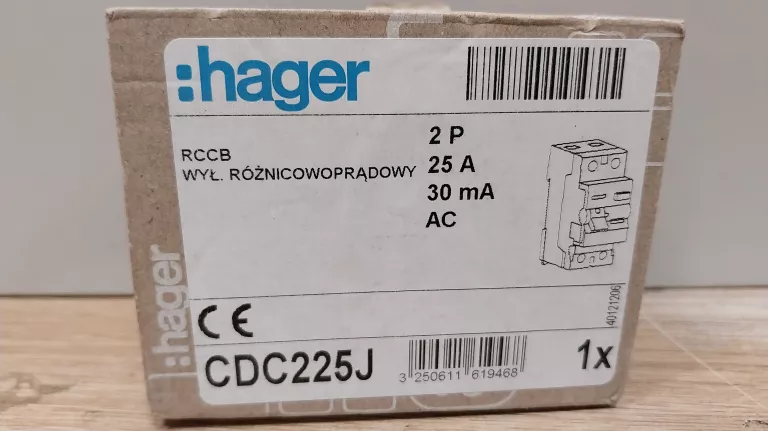 :hager
RCCB
WYŁ. RÓŻNICOWOPRĄDOWY
2 P
25 A
30 mA
AC
40121206
CE
CDC225J
3 250611 619468
1x
:hager